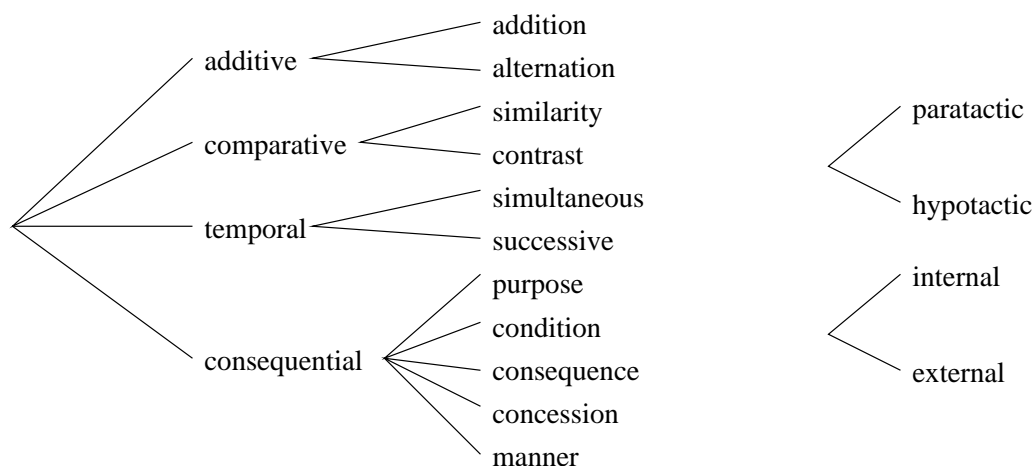 addition
additive
alternation
similarity
paratactic
comparative
contrast
simultaneous
hypotactic
temporal
successive
purpose
internal
condition
consequential
consequence
external
concession
manner